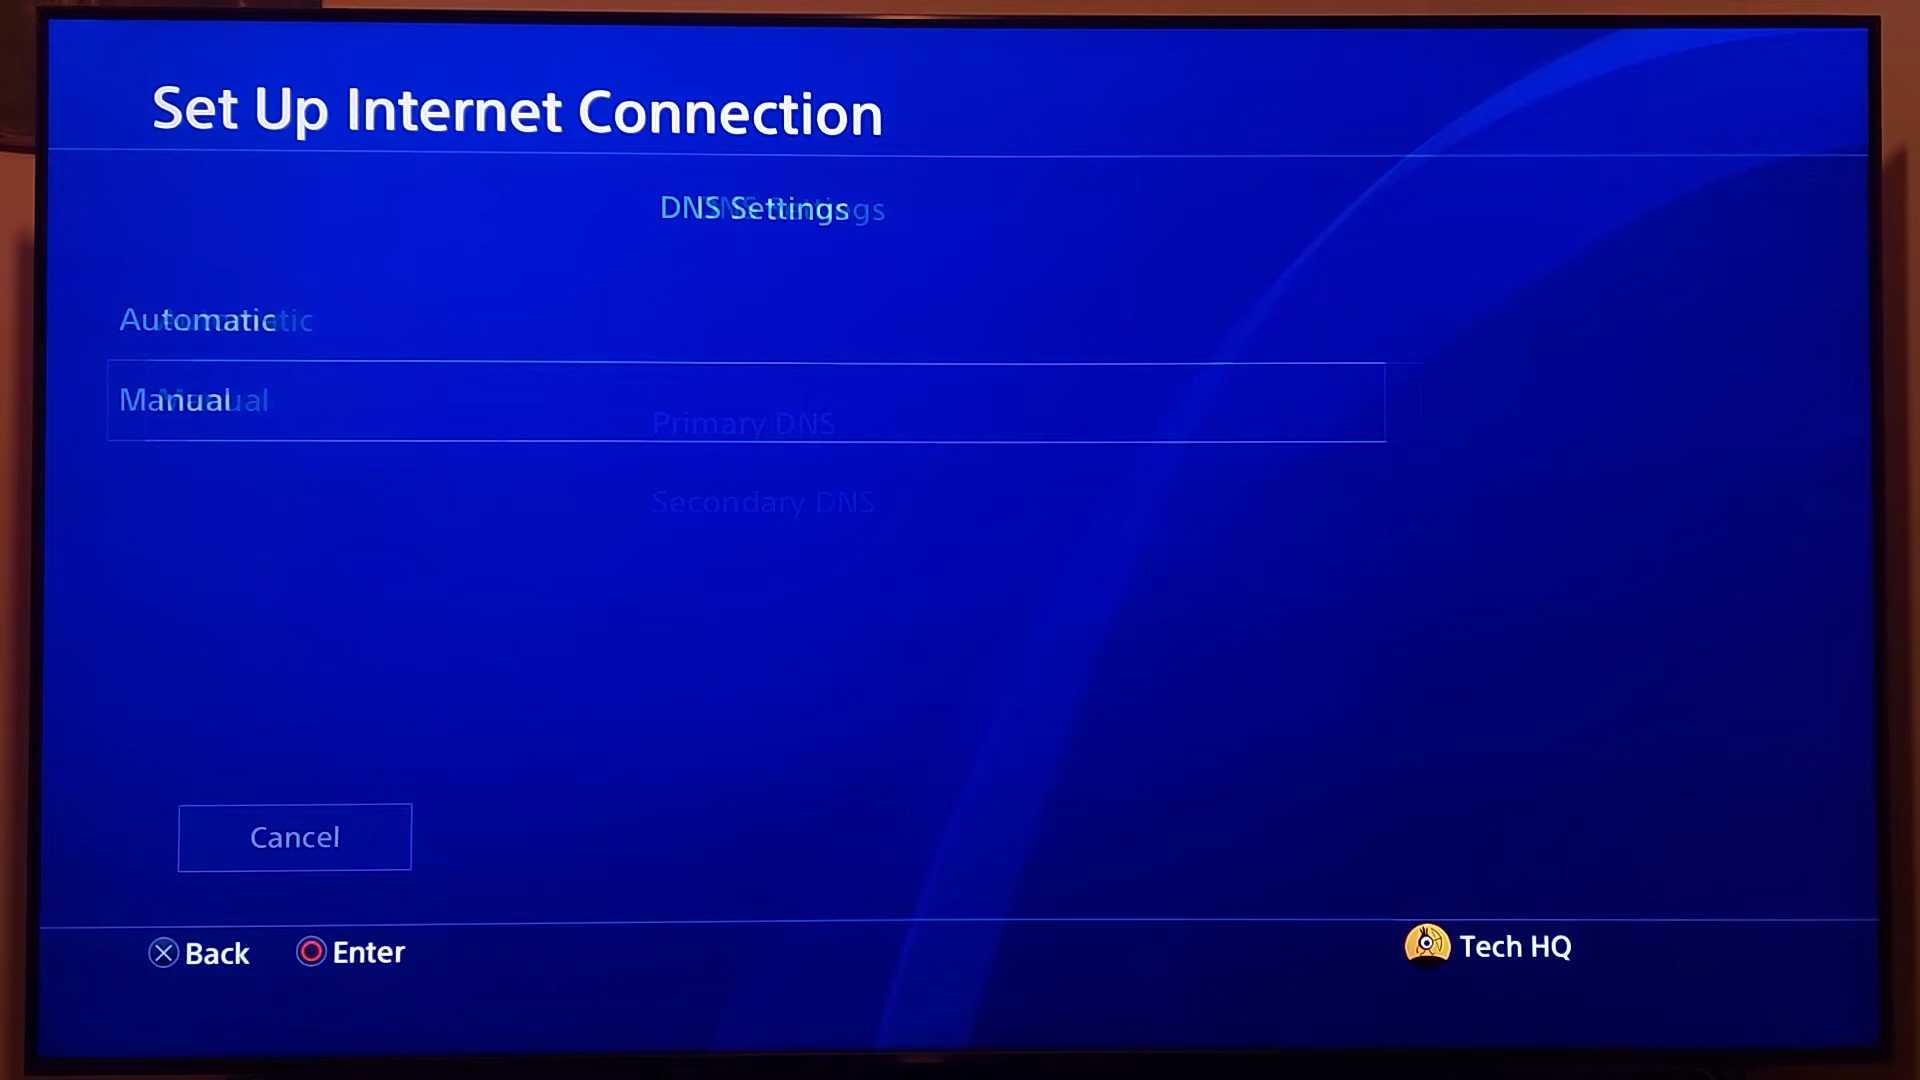 Set Up Internet Connection
DNS Settings
Automatic
Manual
Primary DNS
Secondary DNS
Cancel
Back
Enter
Tech HQ